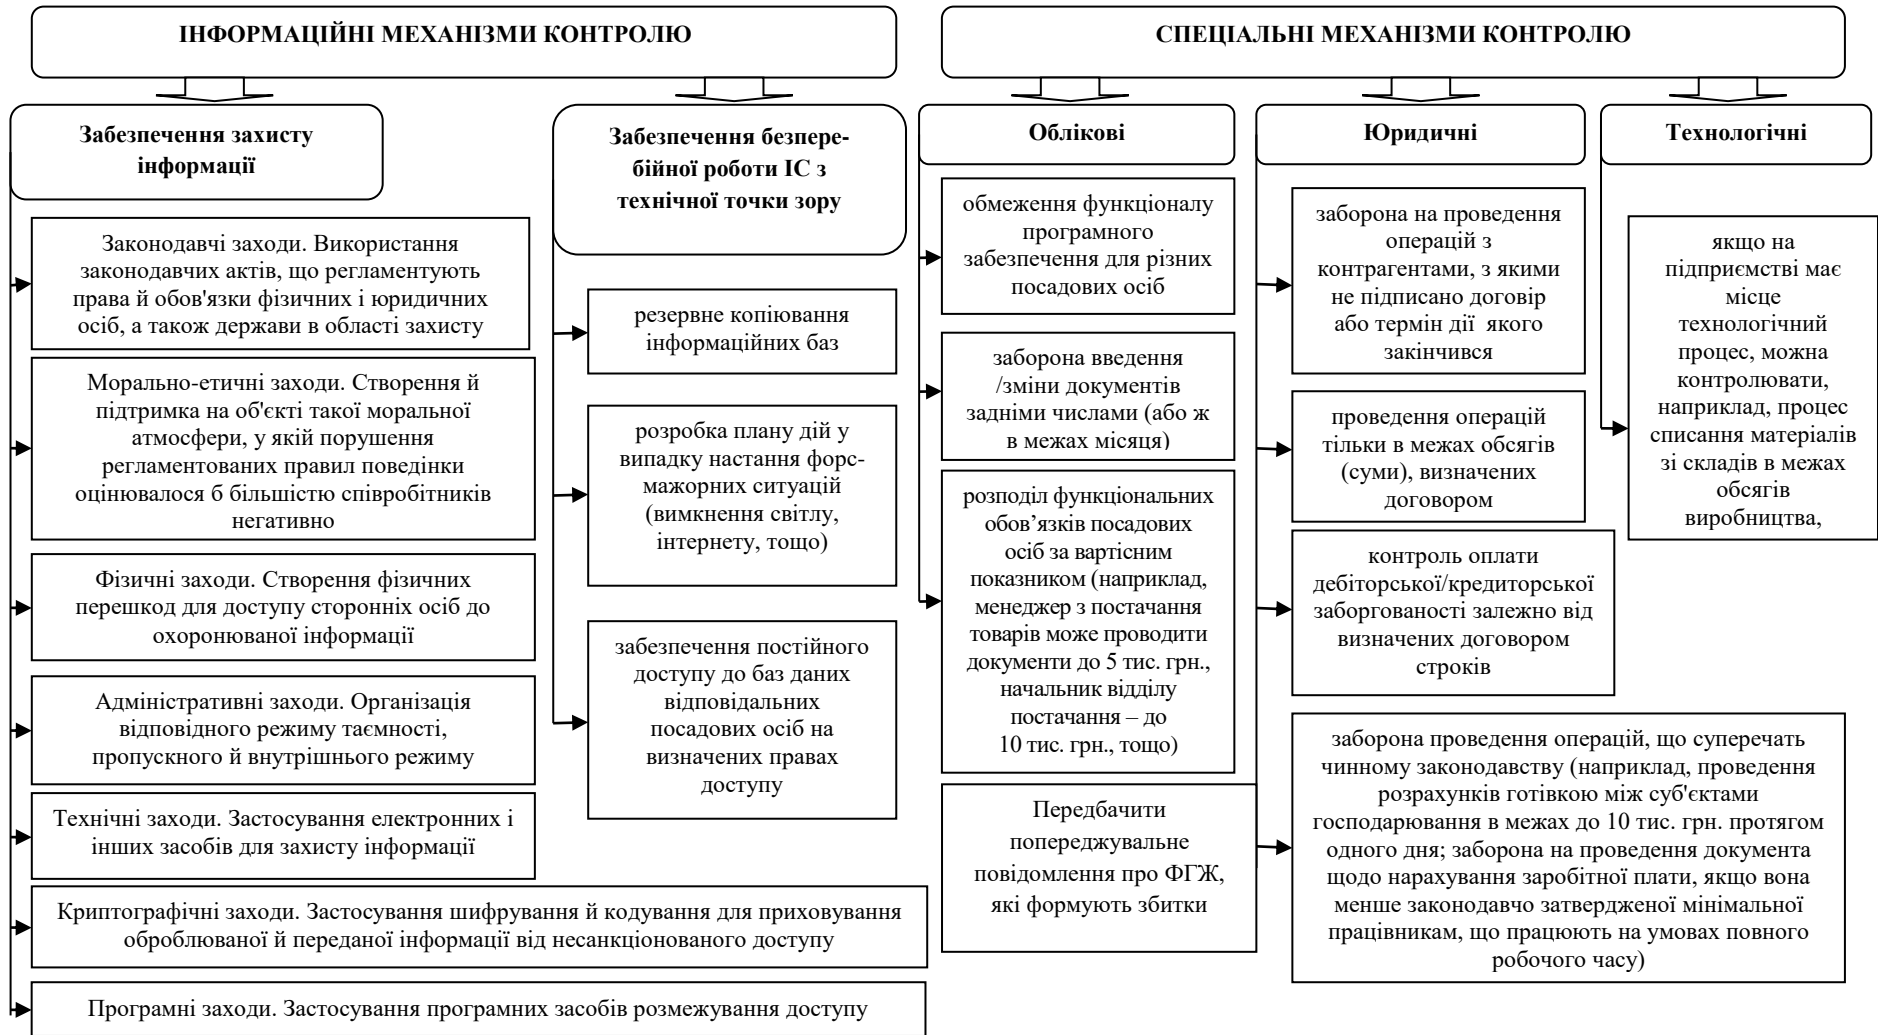 ІНФОРМАЦІЙНІ МЕХАНІЗМИ КОНТРОЛЮ
Забезпечення захисту
інформації
Законодавчі заходи. Використання
законодавчих актів, що регламентують
права й обов'язки фізичних і юридичних
осіб, а також держави в області захисту
Морально-етичні заходи. Створення й
підтримка на об'єкті такої моральної
атмосфери, у якій порушення
регламентованих правил поведінки
оцінювалося б більшістю співробітників
негативно
Фізичні заходи. Створення фізичних
перешкод для доступу сторонніх осіб до
охоронюваної інформації
Адміністративні заходи. Організація
відповідного режиму таємності,
пропускного й внутрішнього режиму
Технічні заходи. Застосування електронних і
інших засобів для захисту інформації
Криптографічні заходи. Застосування шифрування й кодування для приховування
оброблюваної й переданої інформації від несанкціонованого доступу
Програмні заходи. Застосування програмних засобів розмежування доступу
Забезпечення безпере-
бійної роботи ІС з
технічної точки зору
резервне копіювання
інформаційних баз
розробка плану дій у
випадку настання форс-
мажорних ситуацій
(вимкнення світлу,
інтернету, тощо)
забезпечення постійного
доступу до баз даних
відповідальних
посадових осіб на
визначених правах
доступу
СПЕЦІАЛЬНІ МЕХАНІЗМИ КОНТРОЛЮ
Облікові
обмеження функціоналу
програмного
забезпечення для різних
посадових осіб
заборона введення
/зміни документів
задніми числами (або ж
в межах місяця)
розподіл функціональних
обов’язків посадових
осіб за вартісним
показником (наприклад,
менеджер з постачання
товарів може проводити
документи до 5 тис. грн.,
начальник відділу
постачання – до
10 тис. грн., тощо)
Передбачити
попереджувальне
повідомлення про ФГЖ,
які формують збитки
Юридичні
заборона на проведення
операцій з
контрагентами, з якими
не підписано договір
або термін дії якого
закінчився
проведення операцій
тільки в межах обсягів
(суми), визначених
договором
контроль оплати
дебіторської/кредиторської
заборгованості залежно від
визначених договором
строків
заборона проведення операцій, що суперечать
чинному законодавству (наприклад, проведення
розрахунків готівкою між суб'єктами
господарювання в межах до 10 тис. грн. протягом
одного дня; заборона на проведення документа
щодо нарахування заробітної плати, якщо вона
менше законодавчо затвердженої мінімальної
працівникам, що працюють на умовах повного
робочого часу)
Технологічні
якщо на
підприємстві має
місце
технологічний
процес, можна
контролювати,
наприклад, процес
списання матеріалів
зі складів в межах
обсягів
виробництва,